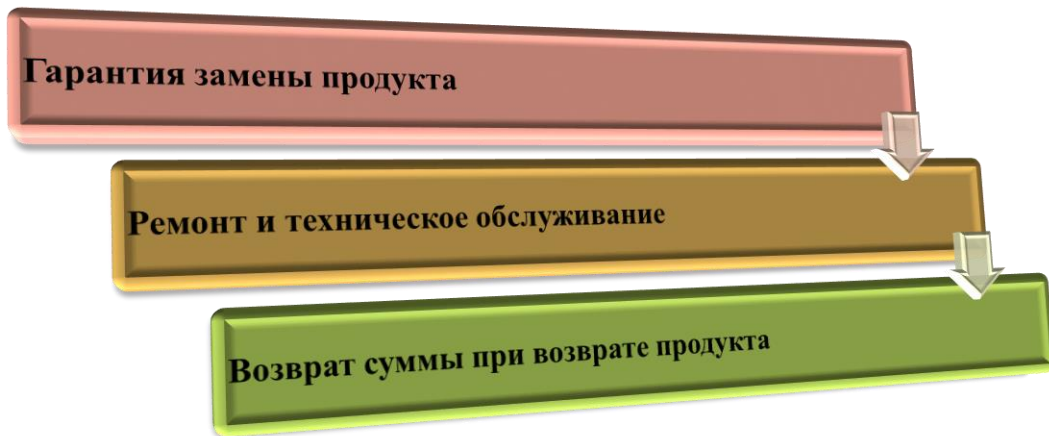 Гарантия замены продукта
Ремонт и техническое обслуживание
Возврат суммы при возврате продукта